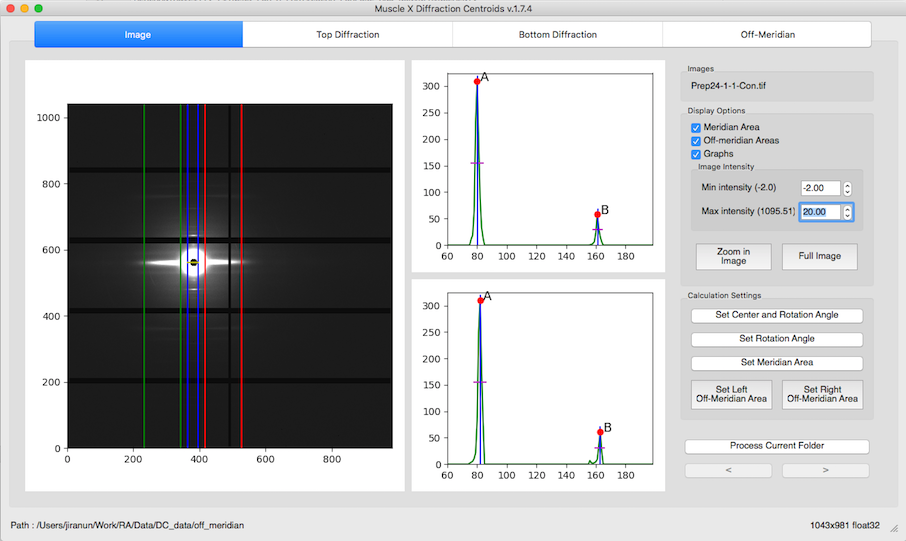 Muscle X Diffraction Centroids v.1.7.4
Image
Top Diffraction
Bottom Diffraction
Off-Meridian
1000
800
600
400
200
0
0 200 400 600 800
300
250
200
150
100
50
0
60 80 100 120 140 160 180
A
B
300
250
200
150
100
50
0
60 80 100 120 140 160 180
A
B
Images
Prep24-1-1-Con.tif
Display Options
Meridian Area
Off-meridian Areas
Graphs
Image Intensity
Min intensity (-2.0) -2.00
Max intensity (1095.51) 20.00
Zoom in
Image
Full Image
Calculation Settings
Set Center and Rotation Angle
Set Rotation Angle
Set Meridian Area
Set Left
Off-Meridian Area
Set Right
Off-Meridian Area
Process Current Folder
< >
Path : /Users/jiranun/Work/RA/Data/DC_data/off_meridian
1043x981 float32